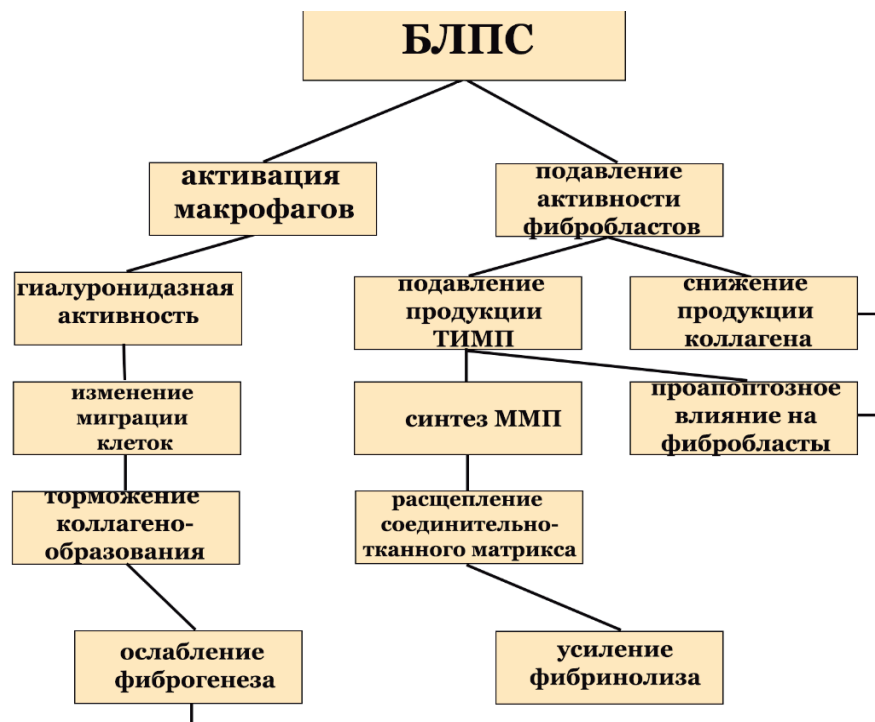 БЛПС
активация
макрофагов
подавление
активности
фибробластов
гиалуронидазная
активность
подавление
продукции
ТИМП
снижение
продукции
коллагена
изменение
миграции
клеток
синтез ММП
проапоптозное
влияние на
фибробласты
торможение
коллагено-
образования
расщепление
соединительно-
тканного матрикса
ослабление
фиброгенеза
усиление
фибринолиза